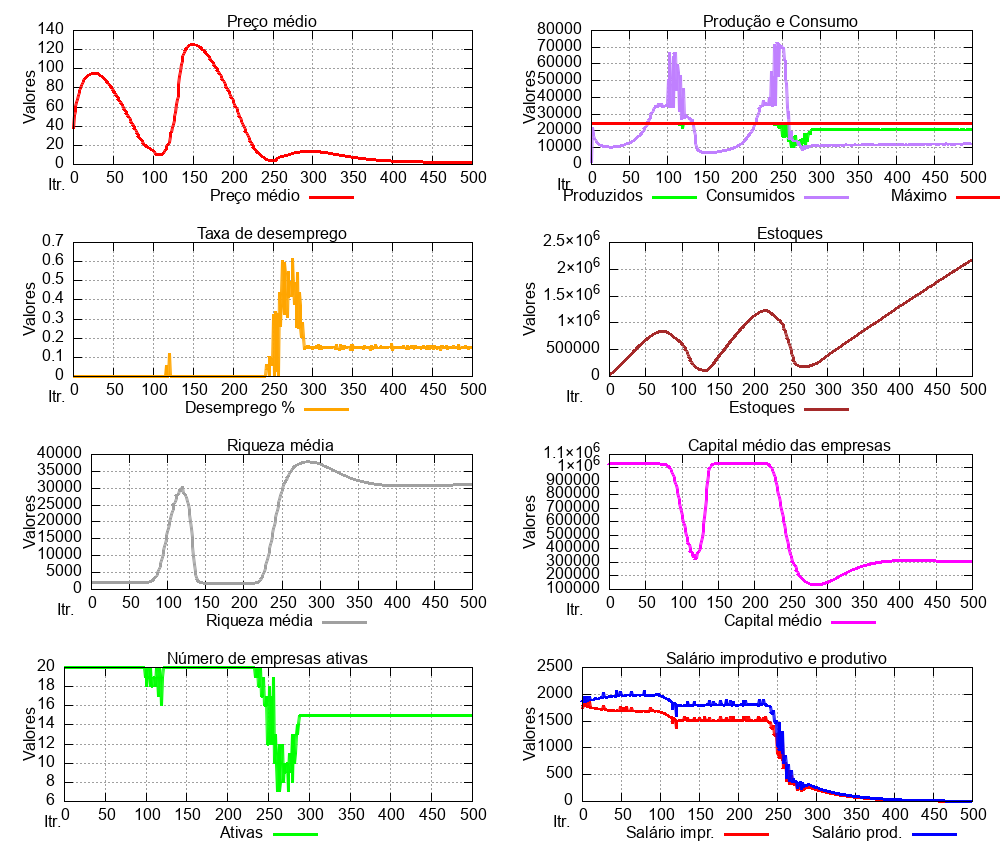 Preço médio
Valores
140
120
100
80
60
40
20
0
0 50 100 150 200 250 300 350 400 450 500
Itr.
Preço médio
Produção e Consumo
Valores
80000
70000
60000
50000
40000
30000
20000
10000
0
0 50 100 150 200 250 300 350 400 450 500
Itr.
Produzidos Consumidos Máximo
Taxa de desemprego
Valores
0.7
0.6
0.5
0.4
0.3
0.2
0.1
0
0 50 100 150 200 250 300 350 400 450 500
Itr.
Desemprego %
Estoques
Valores
2.5×10⁶
2×10⁶
1.5×10⁶
1×10⁶
500000
0
0 50 100 150 200 250 300 350 400 450 500
Itr.
Estoques
Riqueza média
Valores
40000
35000
30000
25000
20000
15000
10000
5000
0
0 50 100 150 200 250 300 350 400 450 500
Itr.
Riqueza média
Capital médio das empresas
Valores
1.1×10⁶
1×10⁶
900000
800000
700000
600000
500000
400000
300000
200000
100000
0 50 100 150 200 250 300 350 400 450 500
Itr.
Capital médio
Número de empresas ativas
Valores
20
18
16
14
12
10
8
6
0 50 100 150 200 250 300 350 400 450 500
Itr.
Ativas
Salário improdutivo e produtivo
Valores
2500
2000
1500
1000
500
0
0 50 100 150 200 250 300 350 400 450 500
Itr.
Salário impr. Salário prod.